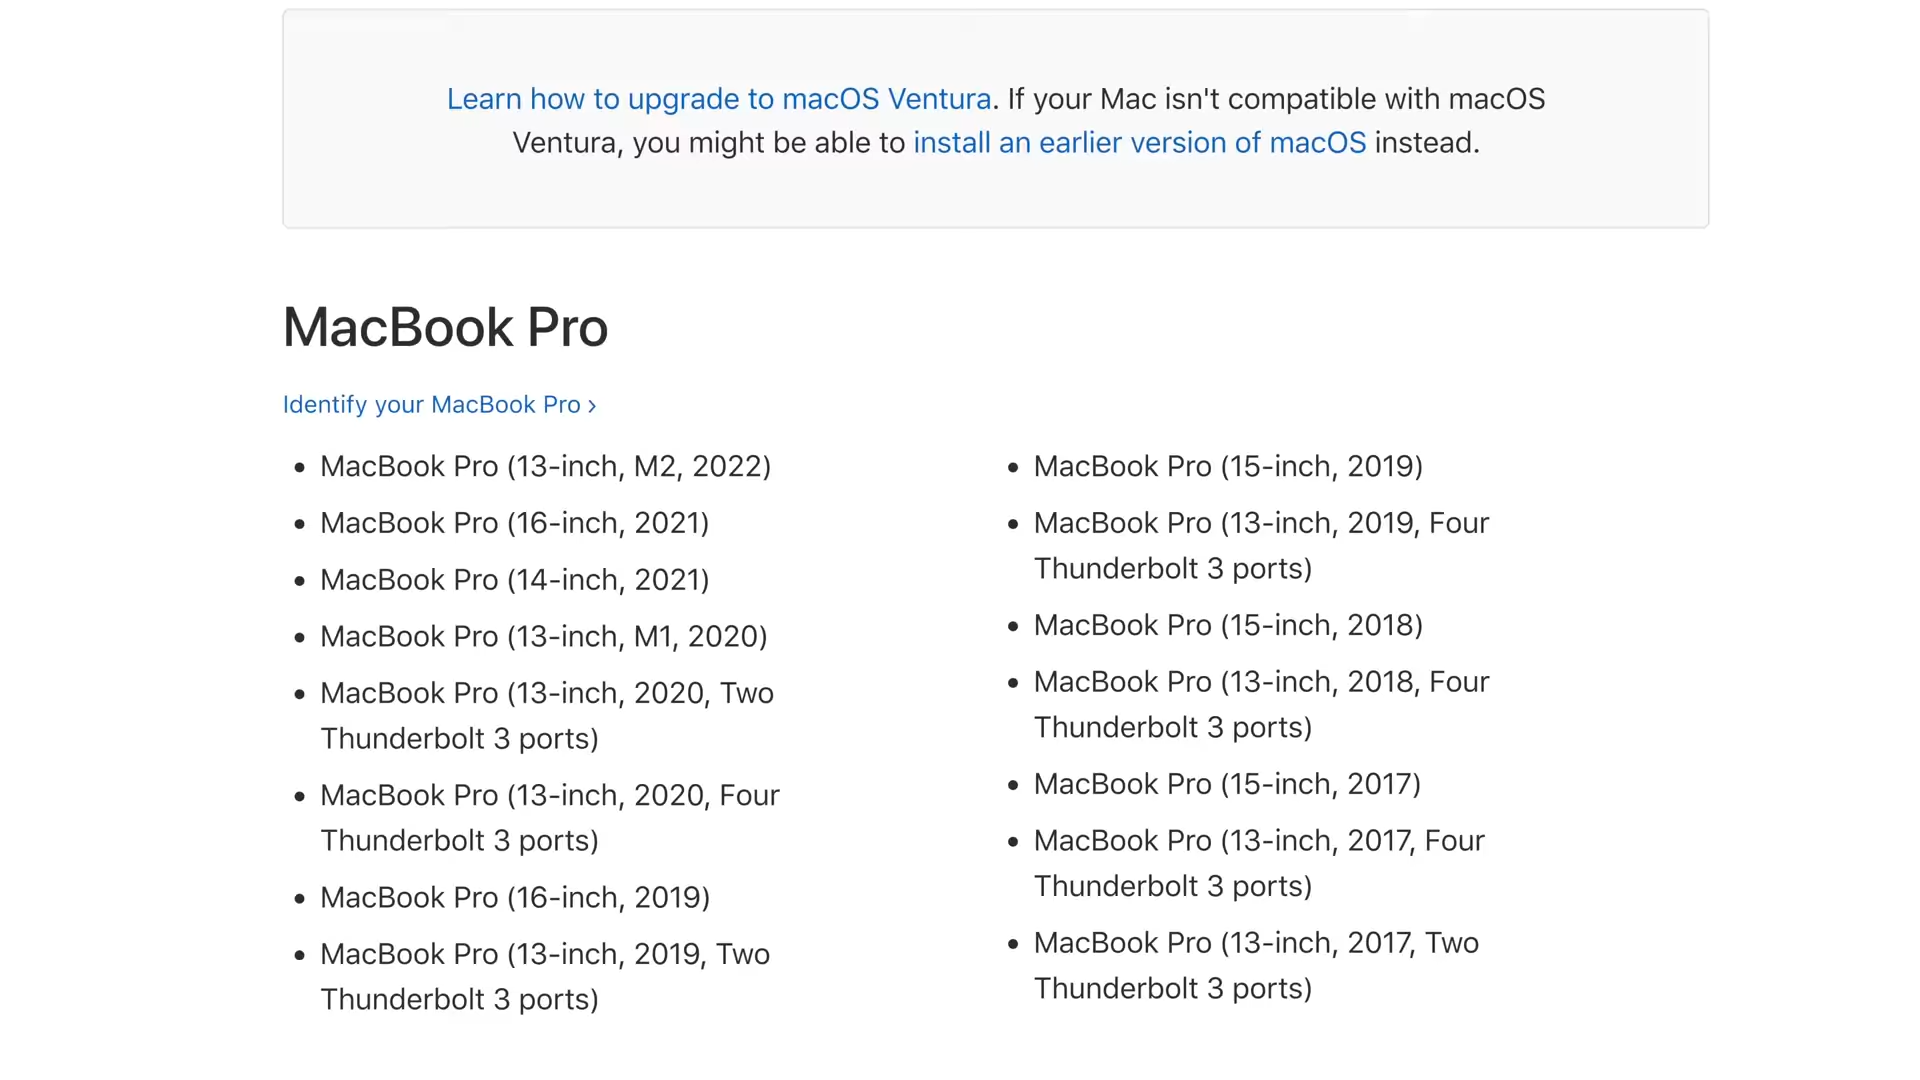 Learn how to upgrade to macOS Ventura. If your Mac isn't compatible with macOS
Ventura, you might be able to install an earlier version of macOS instead.
MacBook Pro
Identify your MacBook Pro ›
• MacBook Pro (13-inch, M2, 2022)
• MacBook Pro (16-inch, 2021)
• MacBook Pro (14-inch, 2021)
• MacBook Pro (13-inch, M1, 2020)
• MacBook Pro (13-inch, 2020, Two
Thunderbolt 3 ports)
• MacBook Pro (13-inch, 2020, Four
Thunderbolt 3 ports)
• MacBook Pro (16-inch, 2019)
• MacBook Pro (13-inch, 2019, Two
Thunderbolt 3 ports)
• MacBook Pro (15-inch, 2019)
• MacBook Pro (13-inch, 2019, Four
Thunderbolt 3 ports)
• MacBook Pro (15-inch, 2018)
• MacBook Pro (13-inch, 2018, Four
Thunderbolt 3 ports)
• MacBook Pro (15-inch, 2017)
• MacBook Pro (13-inch, 2017, Four
Thunderbolt 3 ports)
• MacBook Pro (13-inch, 2017, Two
Thunderbolt 3 ports)